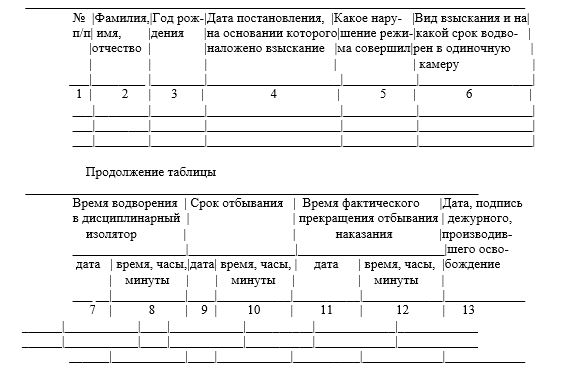 № Фамилия, Год рож- Дата постановления, Какое нару- Вид взыскания и на
п/п имя, дения на основании которого шение режи- какой срок водво-
отчество наложено взыскание ма совершил рен в одиночную
камеру
1 2 3 4 5 6
Продолжение таблицы
Время водворения Срок отбывания Время фактического Дата, подпись
в дисциплинарный прекращения отбывания дежурного,
изолятор наказания производив-
шего осво-
дата время, часы, дата время, часы, дата время, часы, бождение
минуты минуты минуты
7 8 9 10 11 12 13